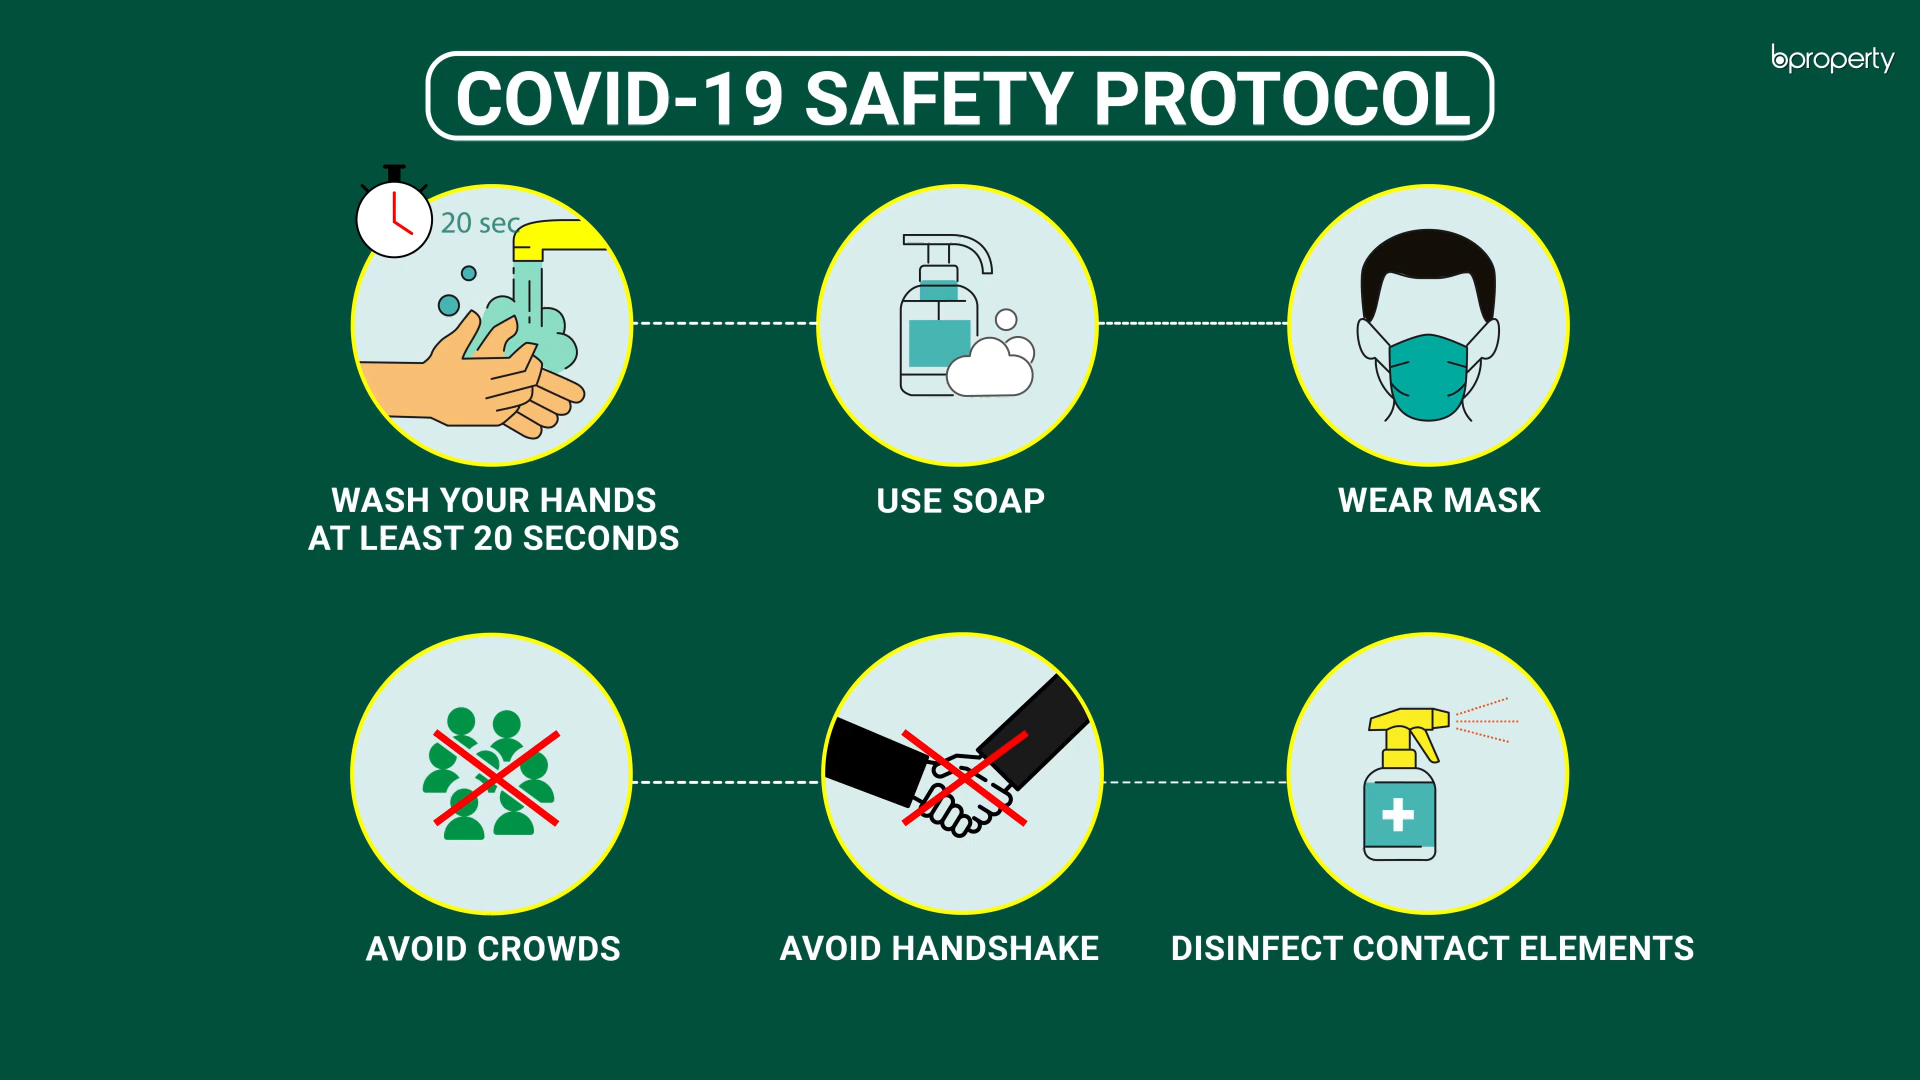 COVID-19 SAFETY PROTOCOL
bproperty
20 sec
WASH YOUR HANDS
AT LEAST 20 SECONDS
USE SOAP
WEAR MASK
AVOID CROWDS
AVOID HANDSHAKE
DISINFECT CONTACT ELEMENTS